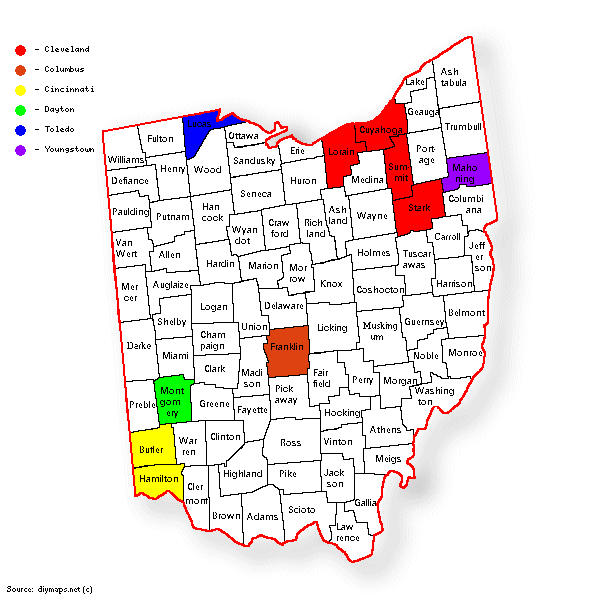 - Cleveland
- Columbus
- Cincinnati
- Dayton
- Toledo
- Youngstown
Lake
Ash
tabula
Geauga
Trumbull
Cuyahoga
Lorain
Lucas
Ottawa
Fulton
Williams
Erie
Sandusky
Wood
Henry
Defiance
Port
age
Sum
mit
Medina
Huron
Maho
ning
Seneca
Paulding
Putnam
Han
cock
Wyan
dot
Craw
ford
Rich
land
Ash
land
Wayne
Stark
Columbi
ana
Van
Wert
Allen
Hardin
Marion
Mor
row
Holmes
Tuscar
awas
Carroll
Jeff
er
son
Mer
cer
Auglaize
Logan
Union
Delaware
Knox
Coshocton
Harrison
Belmont
Guernsey
Shelby
Darke
Miami
Cham
paign
Clark
Madi
son
Franklin
Licking
Muskin
um
Noble
Monroe
Preble
Mont
gom
ery
Greene
Fayette
Pick
away
Fair
field
Perry
Morgan
Washing
ton
Butler
War
ren
Clinton
Ross
Hocking
Vinton
Athens
Meigs
Hamilton
Cler
mont
Highland
Pike
Jack
son
Gallia
Brown
Adams
Scioto
Law
rence
Source: diymaps.net (c)